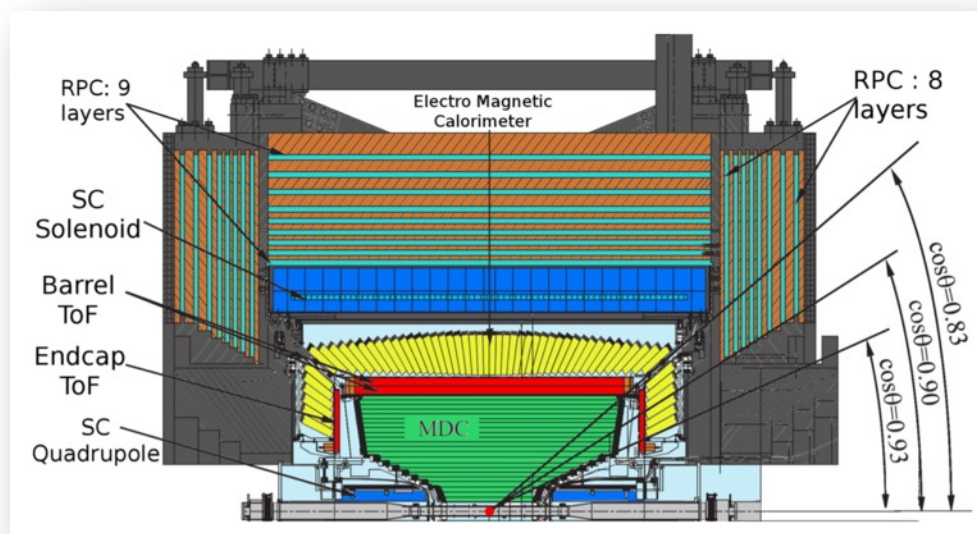 RPC: 9
layers
Electro Magnetic
Calorimeter
RPC : 8
layers
SC
Solenoid
Barrel
ToF
Endcap
ToF
SC
Quadrupole
MDC
cosθ=0.83
cosθ=0.90
cosθ=0.93